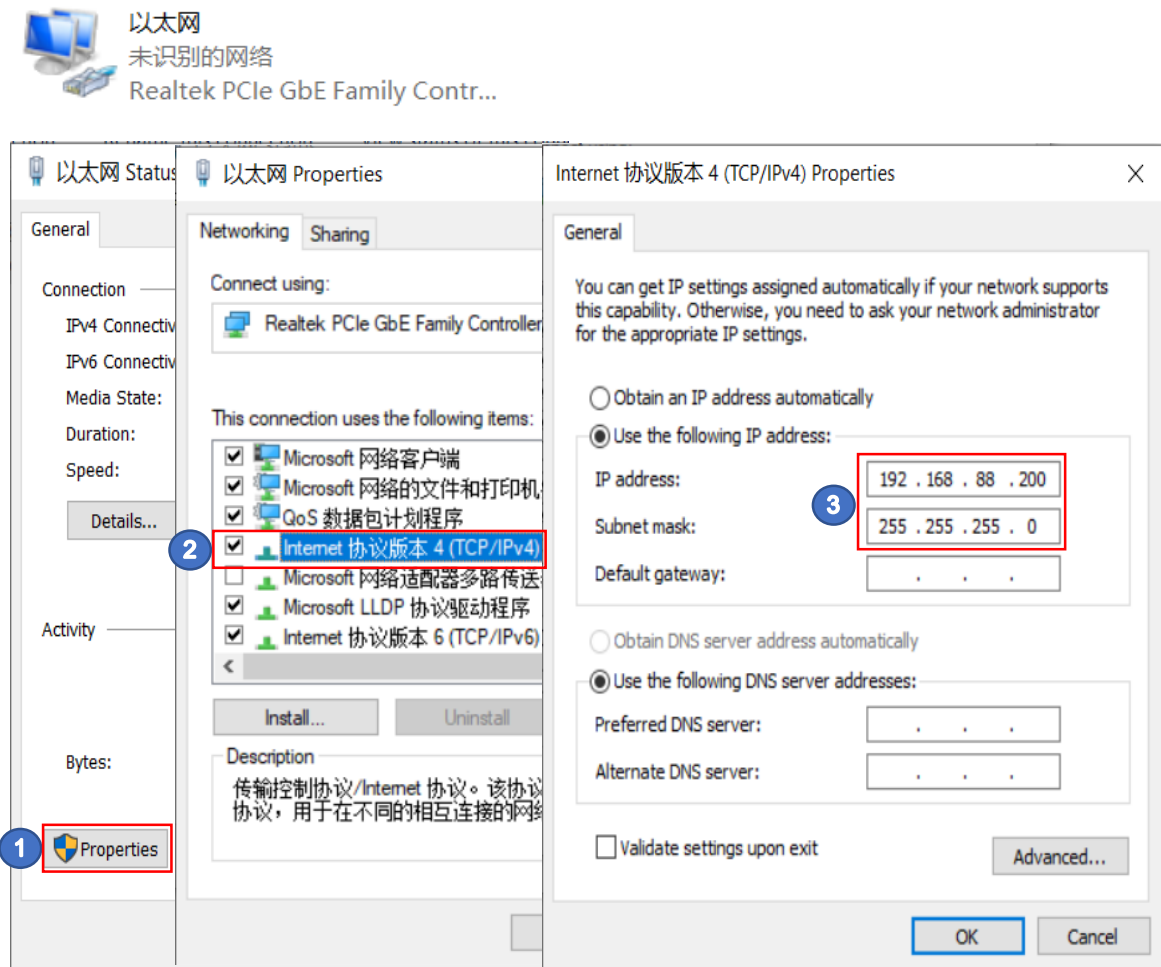 以太网
未识别的网络
Realtek PCIe GbE Family Contr...
以太网 Status
General
Connection
IPv4 Connectiv
IPv6 Connectiv
Media State:
Duration:
Speed:
Details...
Activity
Bytes:
1
Properties
以太网 Properties
Networking
Sharing
Connect using:
Realtek PCIe GbE Family Controller
This connection uses the following items:
Microsoft 网络客户端
Microsoft 网络的文件和打印机
QoS 数据包计划程序
2
Internet 协议版本 4 (TCP/IPv4)
Microsoft 网络适配器多路传送
Microsoft LLDP 协议驱动程序
Internet 协议版本 6 (TCP/IPv6)
Install...
Uninstall
Description
传输控制协议/Internet 协议。该协议
协议，用于在不同的相互连接的网络
Internet 协议版本 4 (TCP/IPv4) Properties
General
You can get IP settings assigned automatically if your network supports
this capability. Otherwise, you need to ask your network administrator
for the appropriate IP settings.
Obtain an IP address automatically
Use the following IP address:
IP address:
192 . 168 . 88 . 200
3
Subnet mask:
255 . 255 . 255 . 0
Default gateway:
. . .
Obtain DNS server address automatically
Use the following DNS server addresses:
Preferred DNS server:
. . .
Alternate DNS server:
. . .
Validate settings upon exit
Advanced...
OK
Cancel